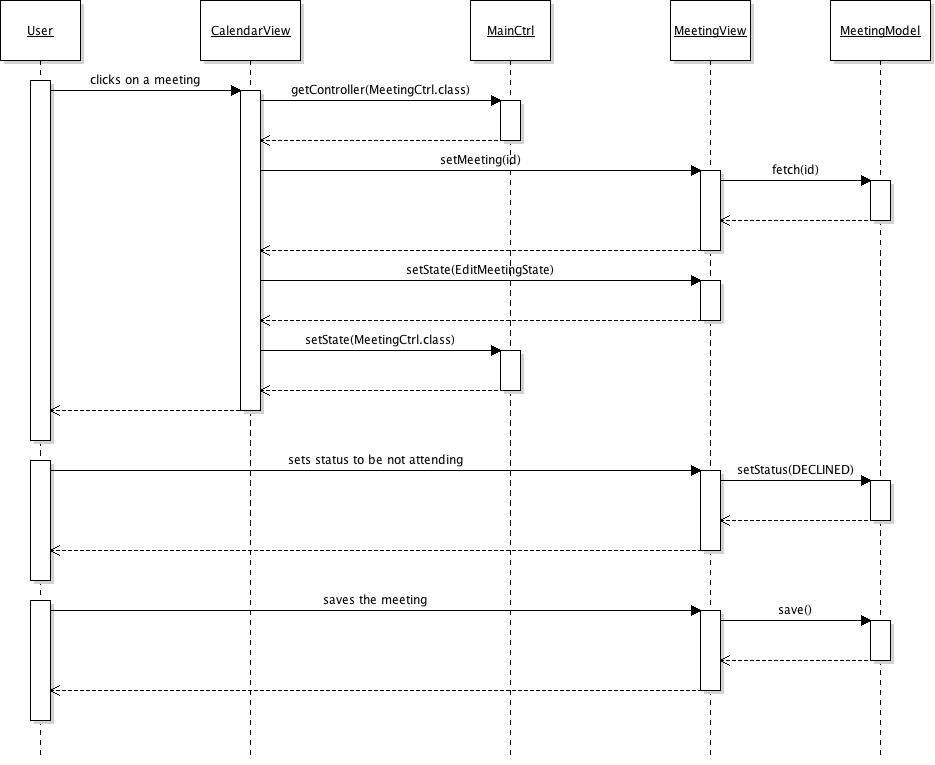 User
CalendarView
MainCtrl
MeetingView
MeetingModel
clicks on a meeting
getController(MeetingCtrl.class)
setMeeting(id)
fetch(id)
setState(EditMeetingState)
setState(MeetingCtrl.class)
sets status to be not attending
setStatus(DECLINED)
saves the meeting
save()